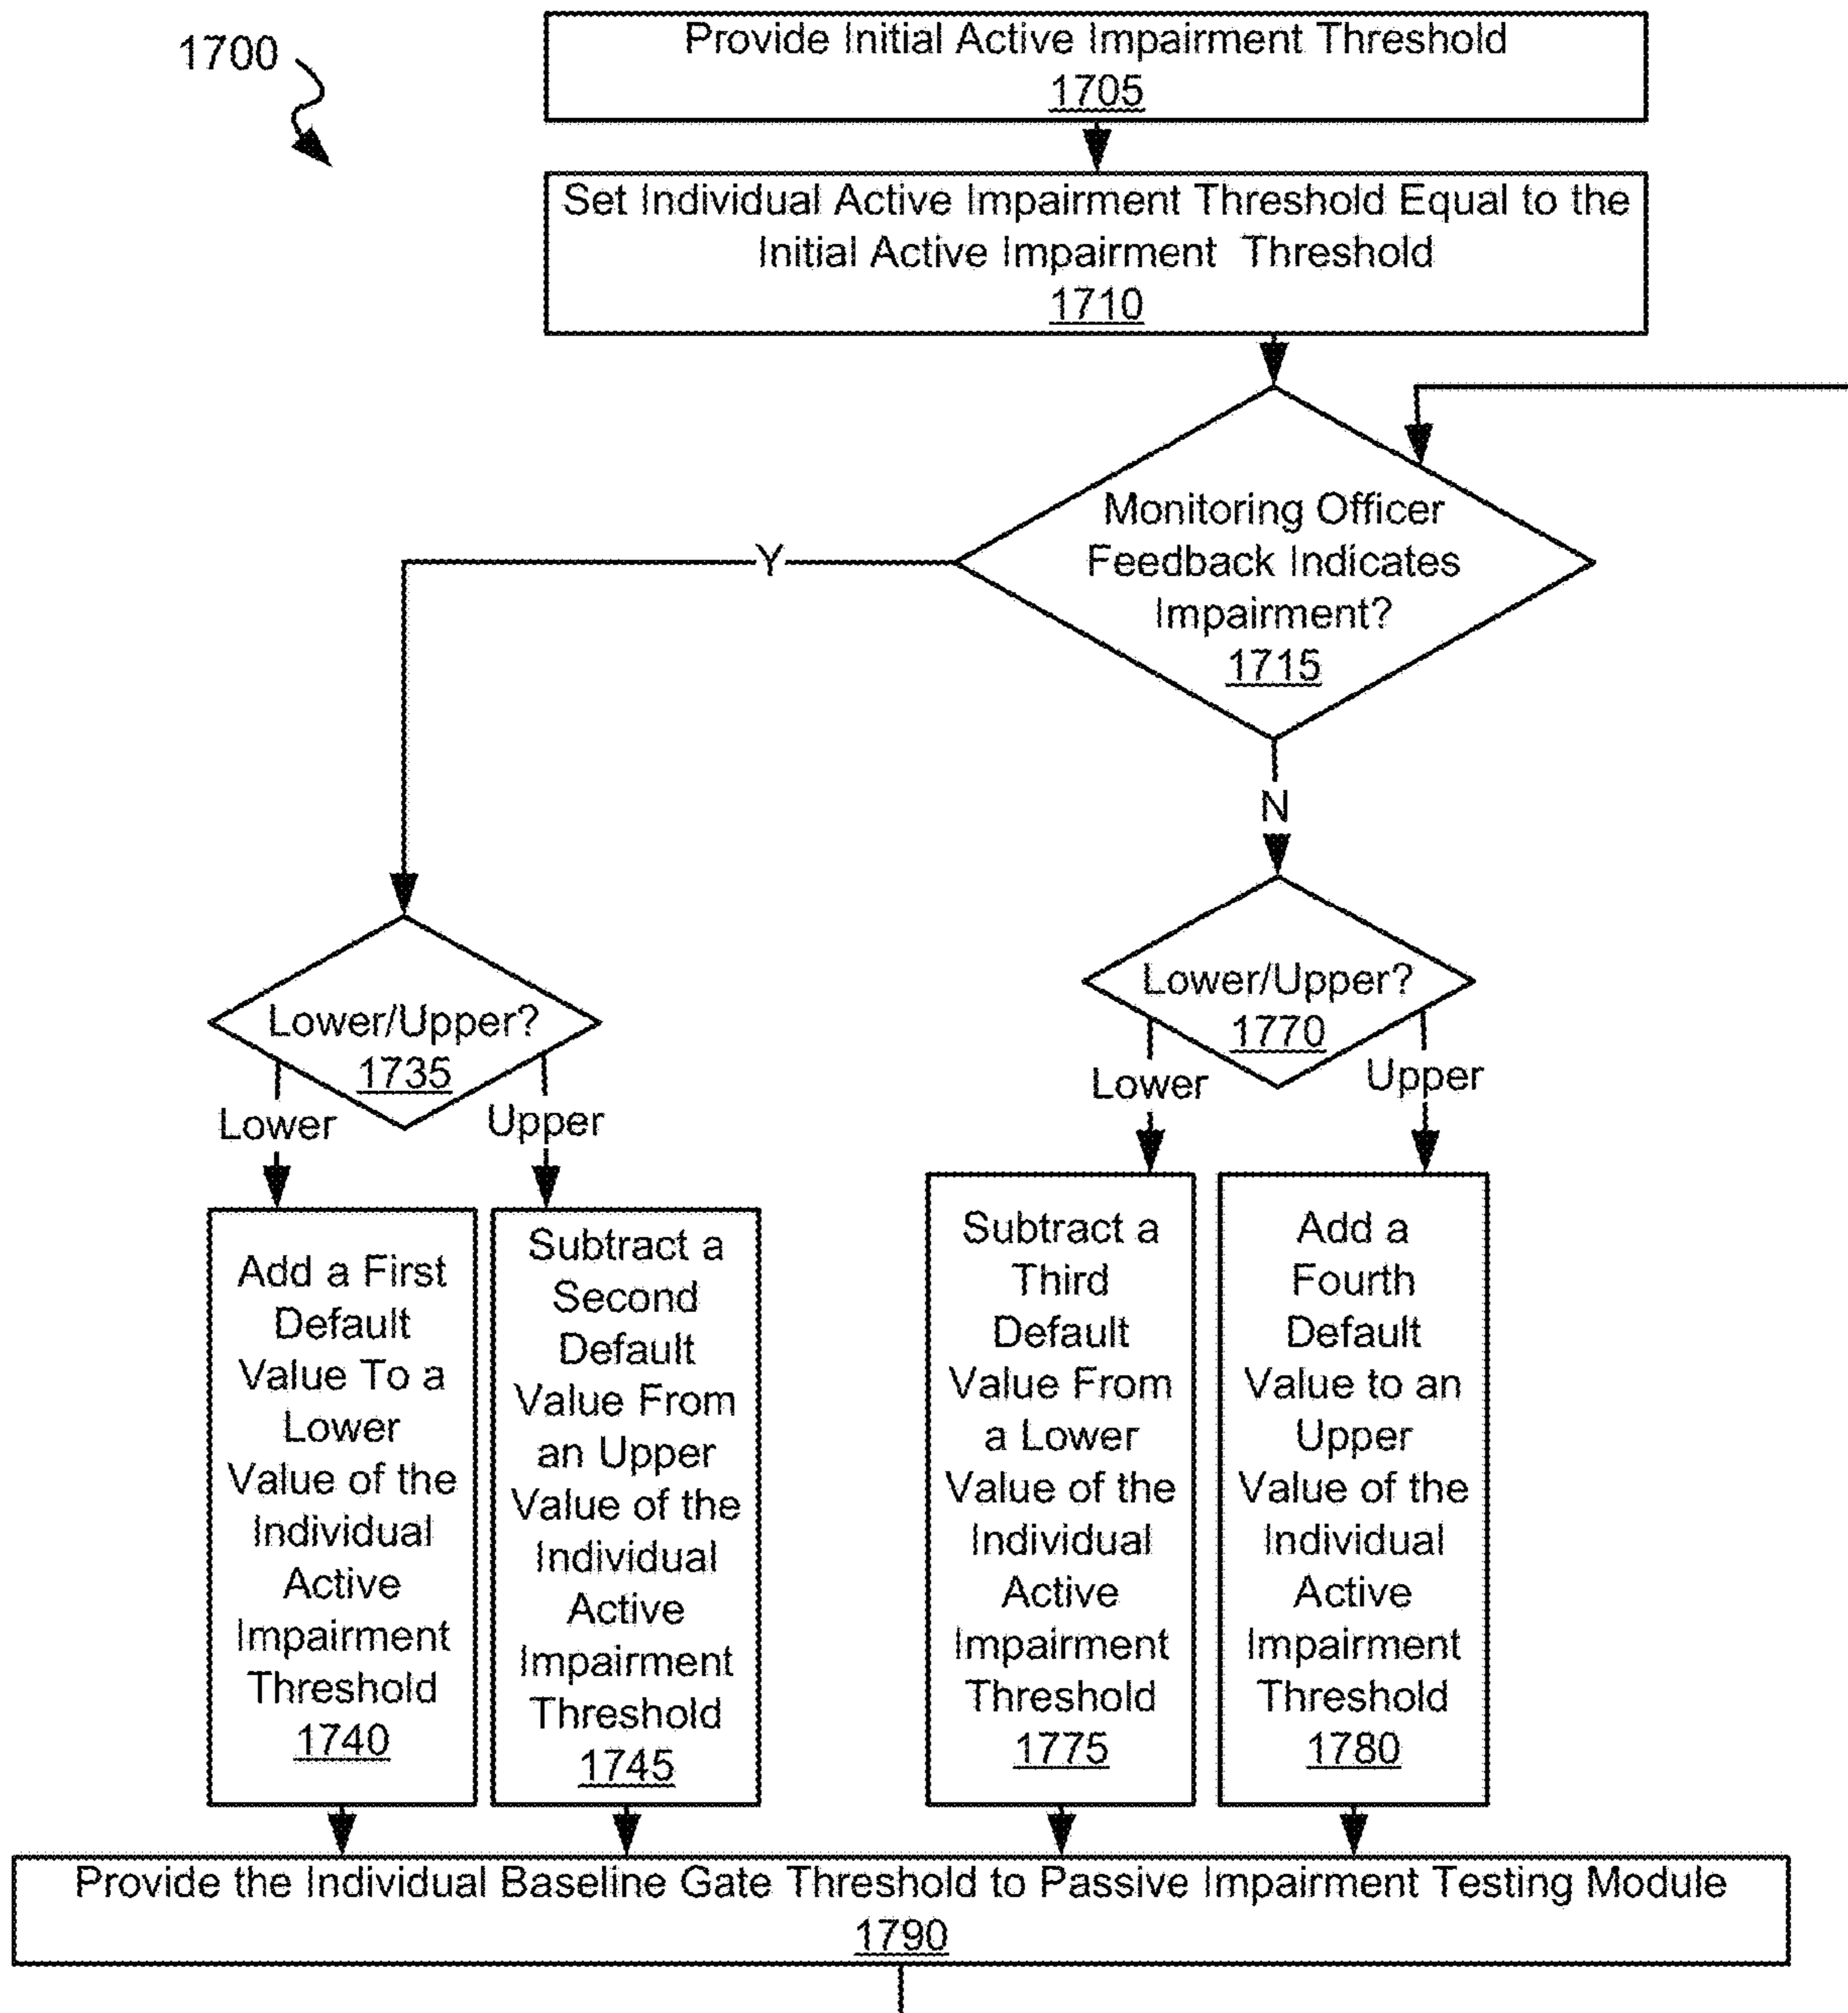 1700
Provide Initial Active Impairment Threshold
1705
Set Individual Active Impairment Threshold Equal to the
Initial Active Impairment Threshold
1710
Monitoring Officer
Feedback Indicates
Impairment?
1715
Y
N
Lower/Upper?
1735
Lower
Upper
Lower/Upper?
1770
Lower
Upper
Add a First
Default
Value To a
Lower
Value of the
Individual
Active
Impairment
Threshold
1740
Subtract a
Second
Default
Value From
an Upper
Value of the
Individual
Active
Impairment
Threshold
1745
Subtract a
Third
Default
Value From
a Lower
Value of the
Individual
Active
Impairment
Threshold
1775
Add a
Fourth
Default
Value to an
Upper
Value of the
Individual
Active
Impairment
Threshold
1780
Provide the Individual Baseline Gate Threshold to Passive Impairment Testing Module
1790